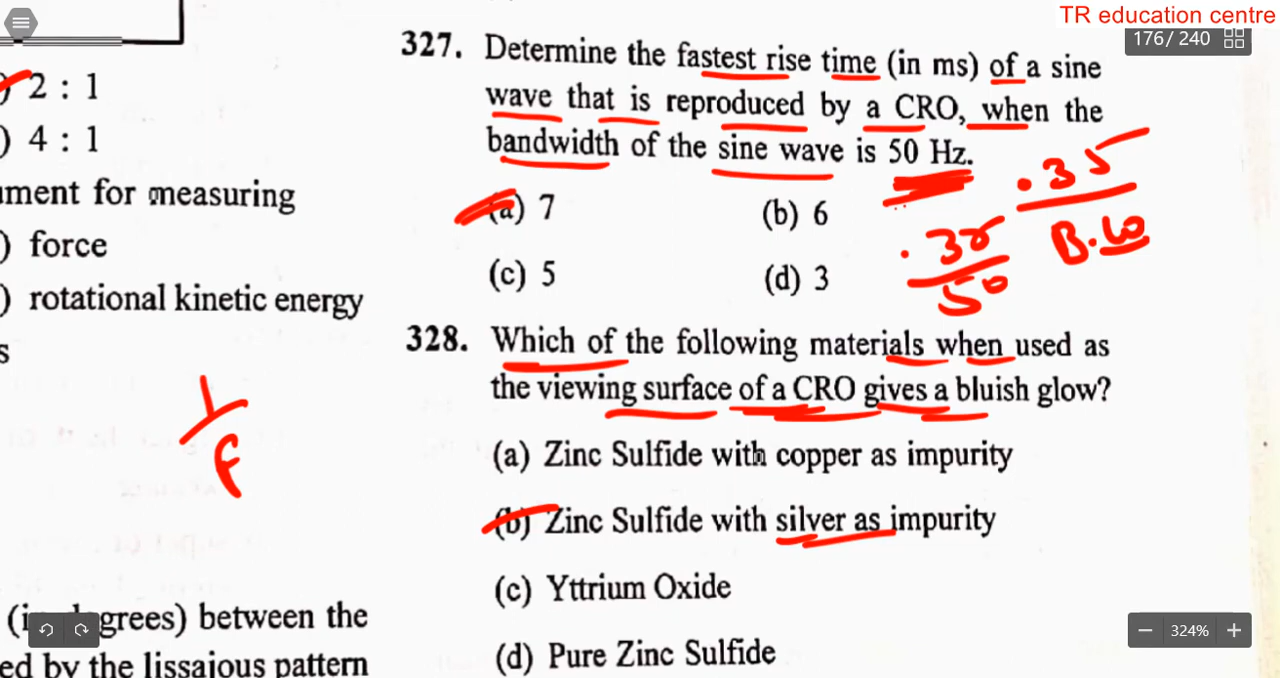 TR education centre
176/ 240
2 : 1
) 4 : 1
ment for measuring
) force
) rotational kinetic energy
s
1
F
(i grees) between the
ed by the lissajous pattern
327. Determine the fastest rise time (in ms) of a sine
wave that is reproduced by a CRO, when the
bandwidth of the sine wave is 50 Hz.
(a) 7 (b) 6
(c) 5 (d) 3
.35
B.W
.35
50
328. Which of the following materials when used as
the viewing surface of a CRO gives a bluish glow?
(a) Zinc Sulfide with copper as impurity
(b) Zinc Sulfide with silver as impurity
(c) Yttrium Oxide
(d) Pure Zinc Sulfide
324%